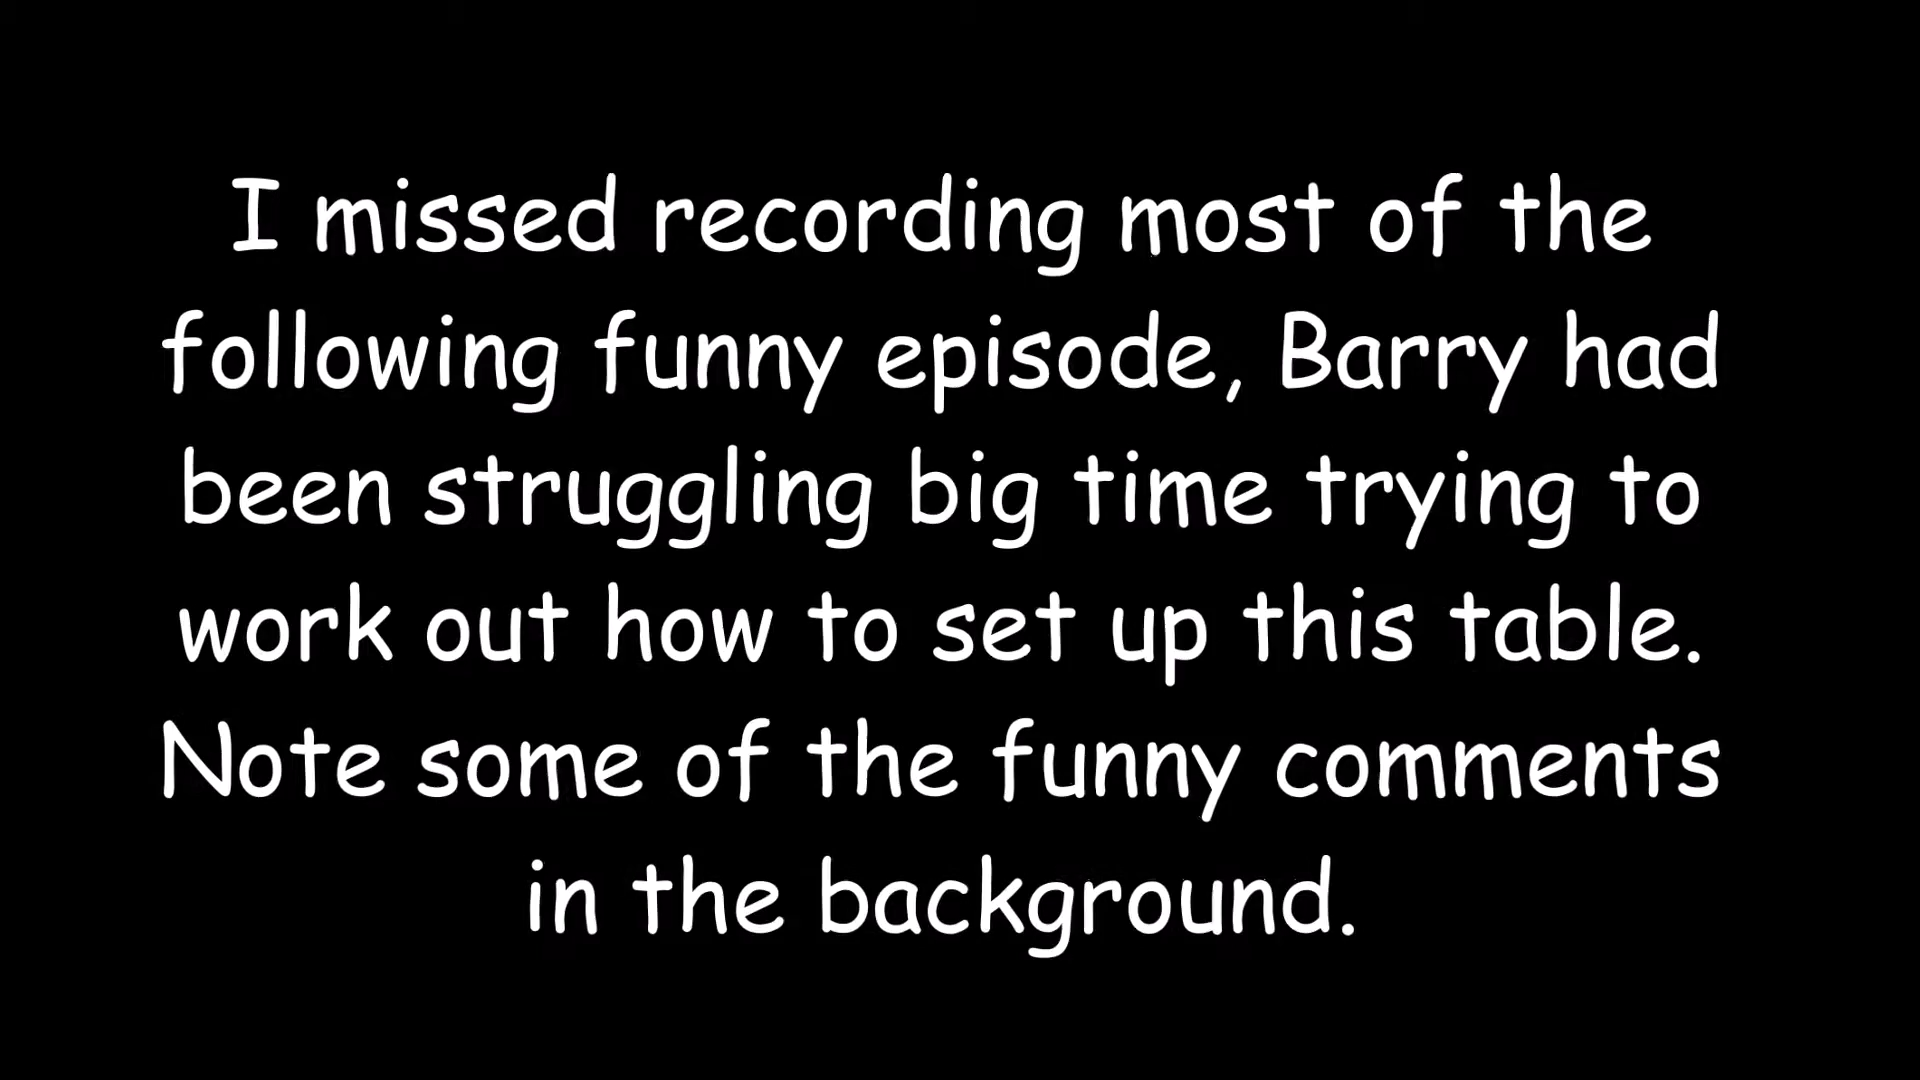 I missed recording most of the
following funny episode, Barry had
been struggling big time trying to
work out how to set up this table.
Note some of the funny comments
in the background.